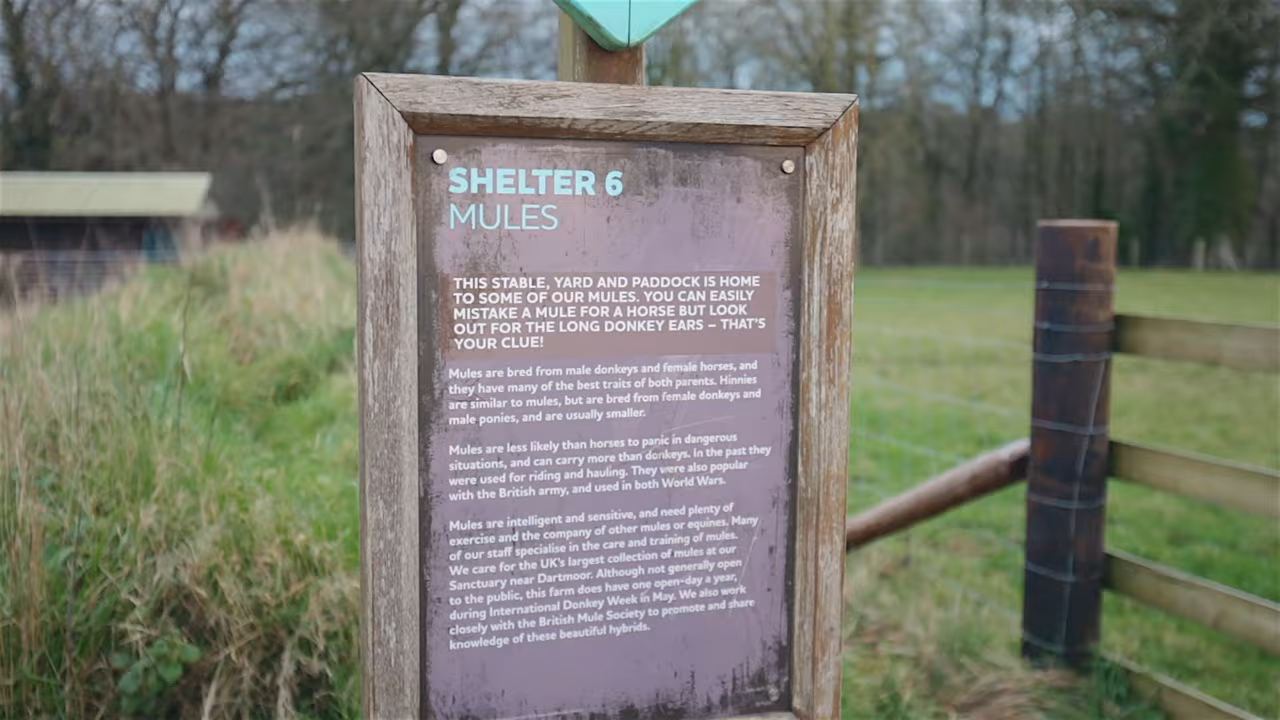 SHELTER 6
MULES
THIS STABLE, YARD AND PADDOCK IS HOME
TO SOME OF OUR MULES. YOU CAN EASILY
MISTAKE A MULE FOR A HORSE BUT LOOK
OUT FOR THE LONG DONKEY EARS – THAT'S
YOUR CLUE!
Mules are bred from male donkeys and female horses, and
they have many of the best traits of both parents. Hinnies
are similar to mules, but are bred from female donkeys and
male ponies, and are usually smaller.
Mules are less likely than horses to panic in dangerous
situations, and can carry more than donkeys. In the past they
were used for riding and hauling. They were also popular
with the British army, and used in both World Wars.
Mules are intelligent and sensitive, and need plenty of
exercise and the company of other mules or equines. Many
of our staff specialise in the care and training of mules.
We care for the UK's largest collection of mules at our
Sanctuary near Dartmoor. Although not generally open
to the public, this farm does have one open-day a year,
during International Donkey Week in May. We also work
closely with the British Mule Society to promote and share
knowledge of these beautiful hybrids.